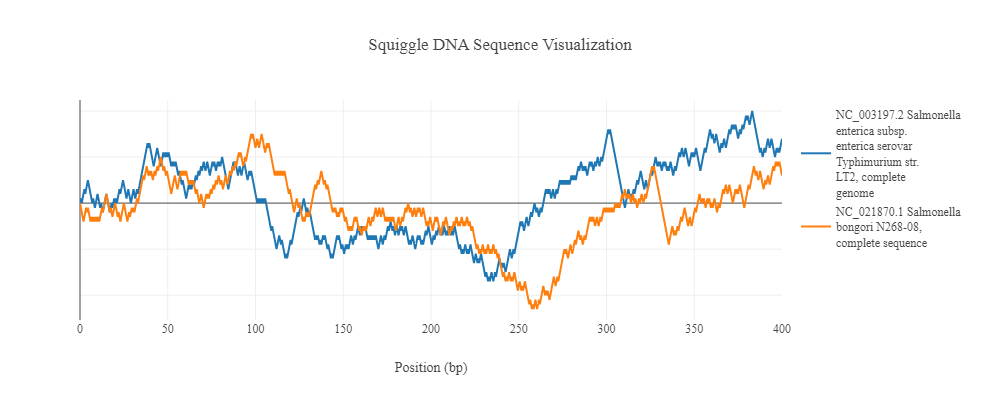 Squiggle DNA Sequence Visualization
NC_003197.2 Salmonella
enterica subsp.
enterica serovar
Typhimurium str.
LT2, complete
genome
NC_021870.1 Salmonella
bongori N268-08,
complete sequence
0 50 100 150 200 250 300 350 400
Position (bp)